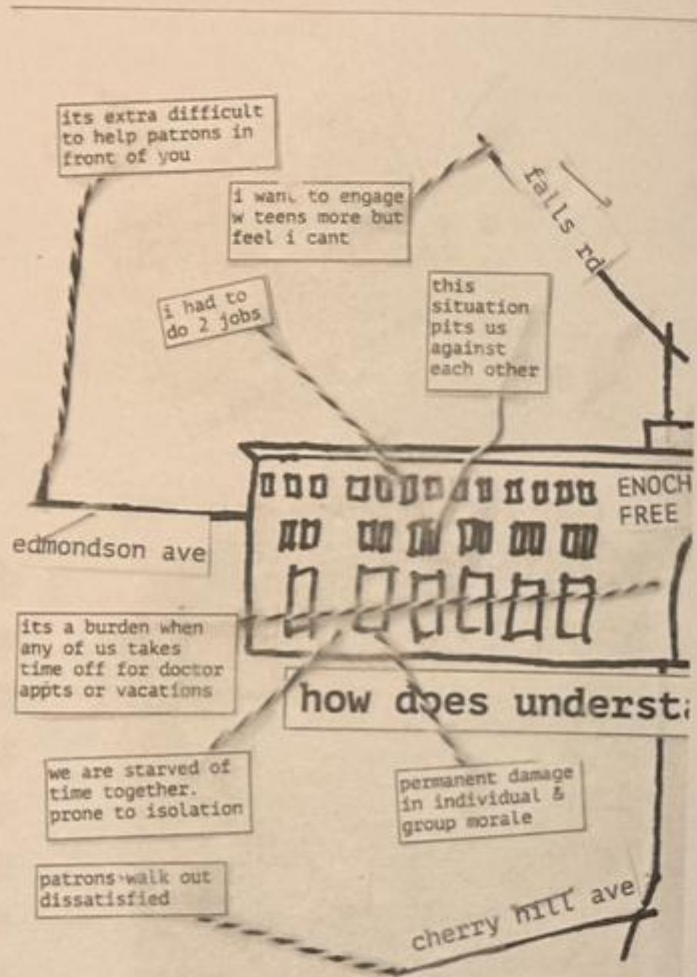 its extra difficult
to help patrons in
front of you
i want to engage
w teens more but
feel i cant
falls rd
i had to
do 2 jobs
this
situation
pits us
against
each other
ENOCH
FREE
edmondson ave
its a burden when
any of us takes
time off for doctor
appts or vacations
how does underst
we are starved of
time together.
prone to isolation
permanent damage
in individual &
group morale
patrons walk out
dissatisfied
cherry hill ave